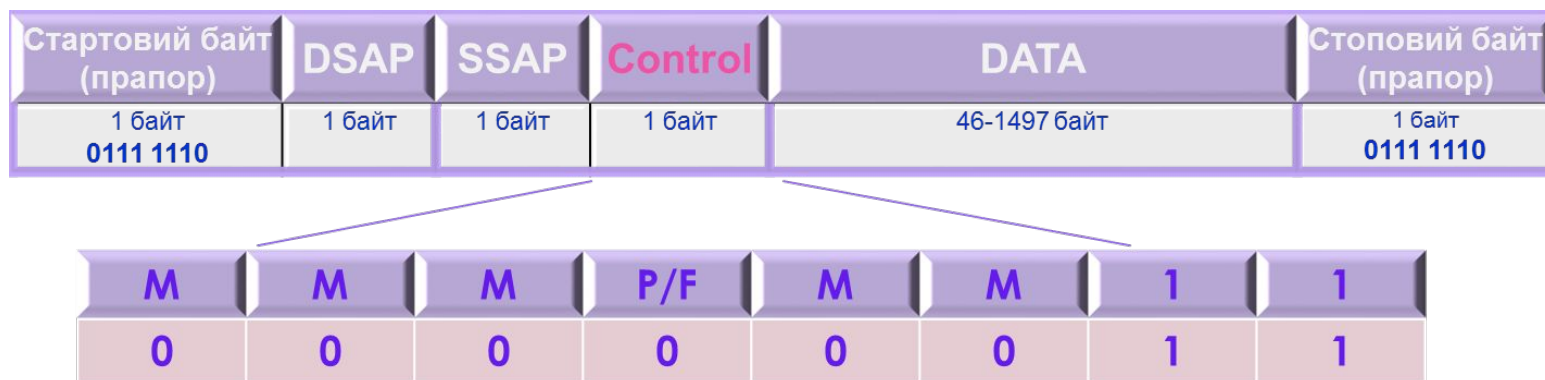 Стартовий байт (прапор) DSAP SSAP Control DATA Стоповий байт (прапор)
1 байт 1 байт 1 байт 1 байт 46-1497 байт 1 байт
0111 1110 0111 1110
M M M P/F M M 1 1
0 0 0 0 0 0 1 1